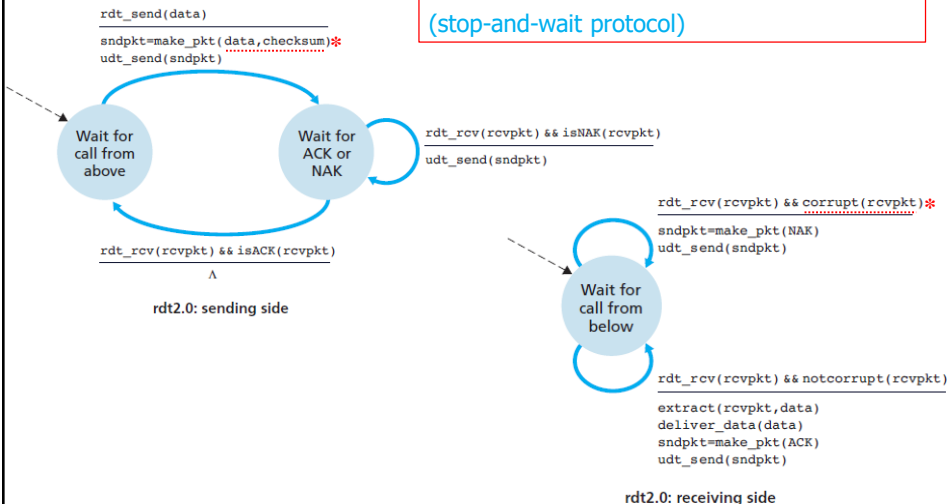 (stop-and-wait protocol)
rdt_send(data)
sndpkt=make_pkt(data,checksum)*
udt_send(sndpkt)
Wait for
call from
above
Wait for
ACK or
NAK
rdt_rcv(rcvpkt) && isNAK(rcvpkt)
udt_send(sndpkt)
rdt_rcv(rcvpkt) && isACK(rcvpkt)
Λ
rdt2.0: sending side
rdt_rcv(rcvpkt) && corrupt(rcvpkt)*
sndpkt=make_pkt(NAK)
udt_send(sndpkt)
Wait for
call from
below
rdt_rcv(rcvpkt) && notcorrupt(rcvpkt)
extract(rcvpkt,data)
deliver_data(data)
sndpkt=make_pkt(ACK)
udt_send(sndpkt)
rdt2.0: receiving side